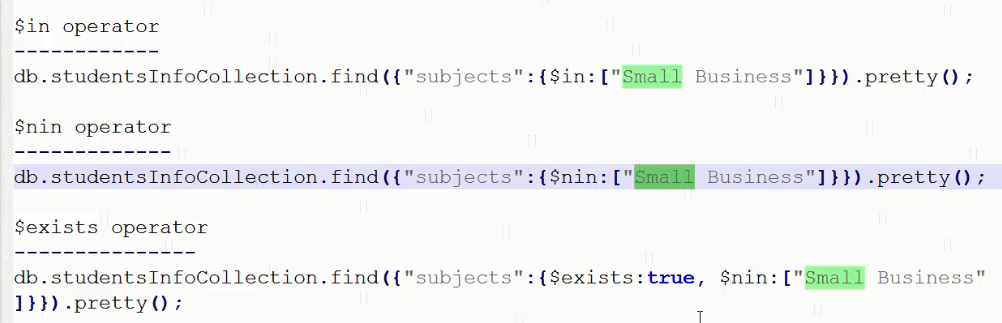 $in operator
------------
db.studentsInfoCollection.find({"subjects":{$in:["Small Business"]}}).pretty();
$nin operator
-------------
db.studentsInfoCollection.find({"subjects":{$nin:["Small Business"]}}).pretty();
$exists operator
---------------
db.studentsInfoCollection.find({"subjects":{$exists:true, $nin:["Small Business"
]}}).pretty();